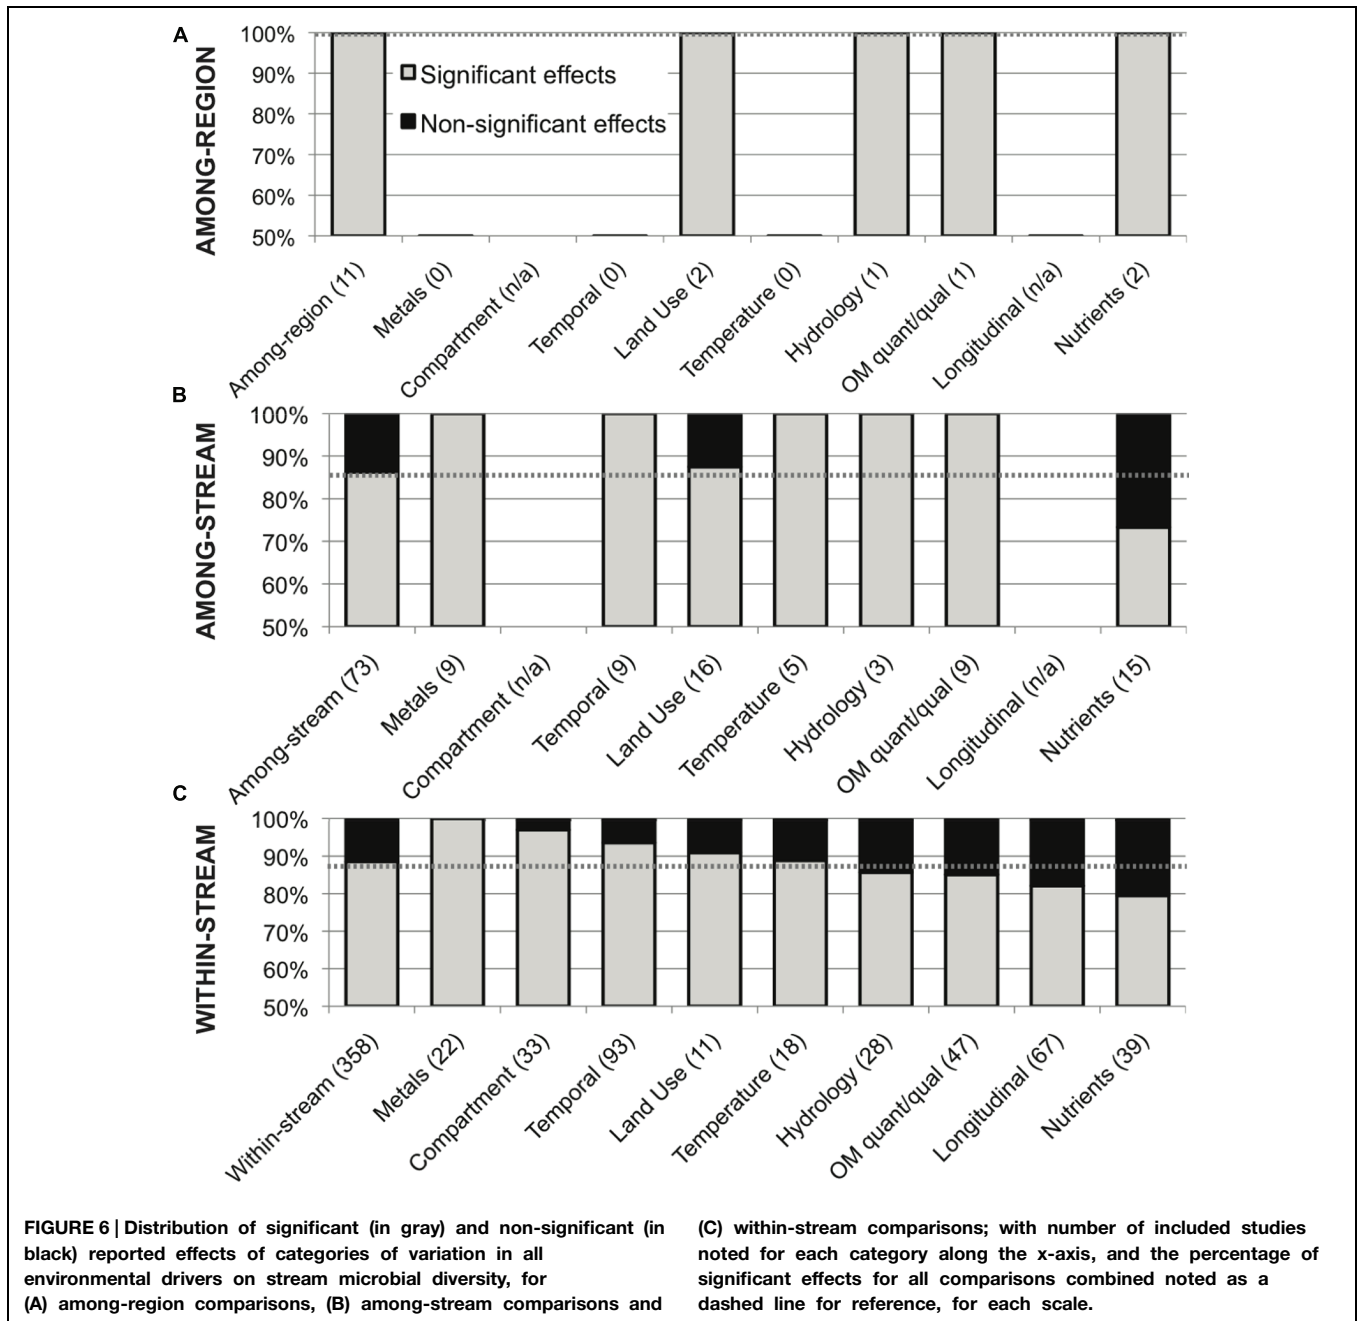 A
AMONG-REGION
100%
90%
80%
70%
60%
50%
Significant effects
Non-significant effects
Among-region (11)
Metals (0)
Compartment (n/a)
Temporal (0)
Land Use (2)
Temperature (0)
Hydrology (1)
OM quant/qual (1)
Longitudinal (n/a)
Nutrients (2)
B
AMONG-STREAM
100%
90%
80%
70%
60%
50%
Among-stream (73)
Metals (9)
Compartment (n/a)
Temporal (9)
Land Use (16)
Temperature (5)
Hydrology (3)
OM quant/qual (9)
Longitudinal (n/a)
Nutrients (15)
C
WITHIN-STREAM
100%
90%
80%
70%
60%
50%
Within-stream (358)
Metals (22)
Compartment (33)
Temporal (93)
Land Use (11)
Temperature (18)
Hydrology (28)
OM quant/qual (47)
Longitudinal (67)
Nutrients (39)
FIGURE 6 | Distribution of significant (in gray) and non-significant (in
black) reported effects of categories of variation in all
environmental drivers on stream microbial diversity, for
(A) among-region comparisons, (B) among-stream comparisons and
(C) within-stream comparisons; with number of included studies
noted for each category along the x-axis, and the percentage of
significant effects for all comparisons combined noted as a
dashed line for reference, for each scale.